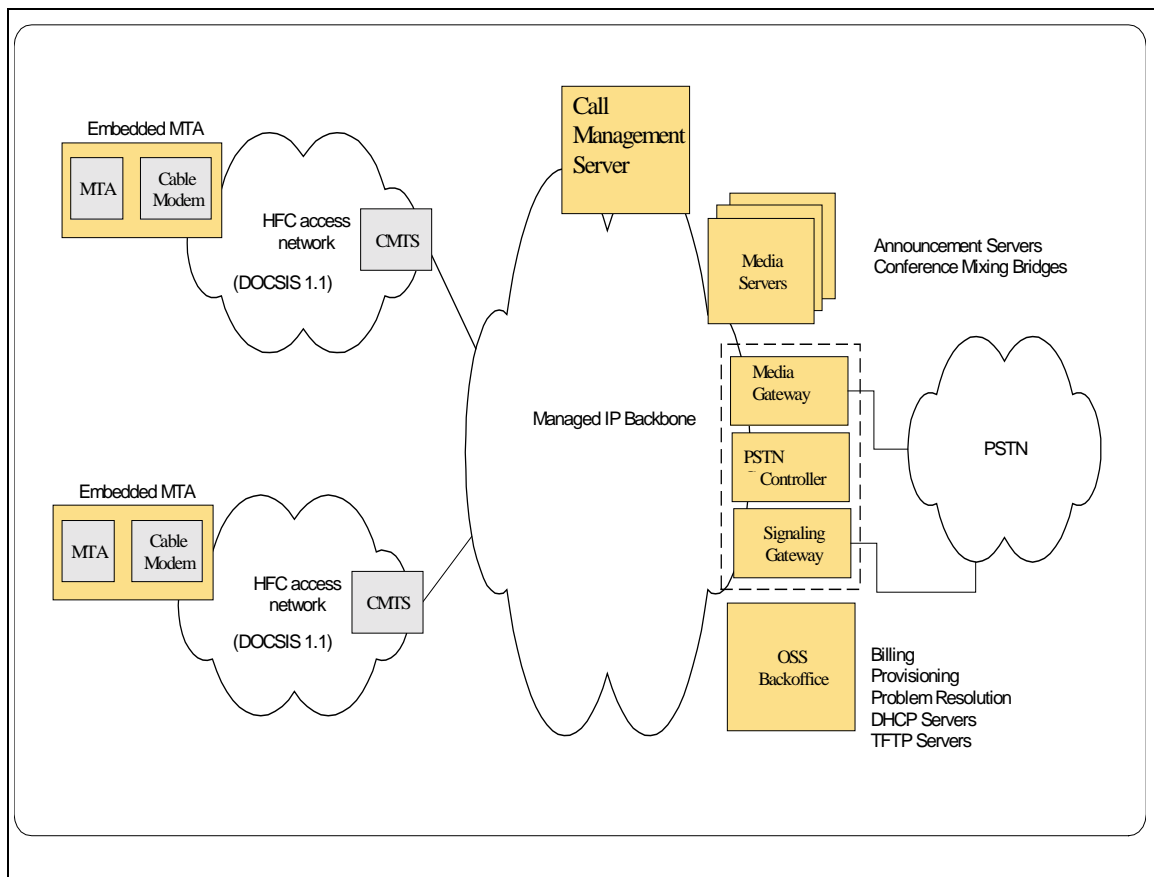 Call
Management
Server
Embedded MTA
MTA
Cable
Modem
HFC access
network
(DOCSIS 1.1)
CMTS
Media
Servers
Announcement Servers
Conference Mixing Bridges
Managed IP Backbone
Media
Gateway
PSTN
Controller
Signaling
Gateway
PSTN
Embedded MTA
MTA
Cable
Modem
HFC access
network
(DOCSIS 1.1)
CMTS
OSS
Backoffice
Billing
Provisioning
Problem Resolution
DHCP Servers
TFTP Servers